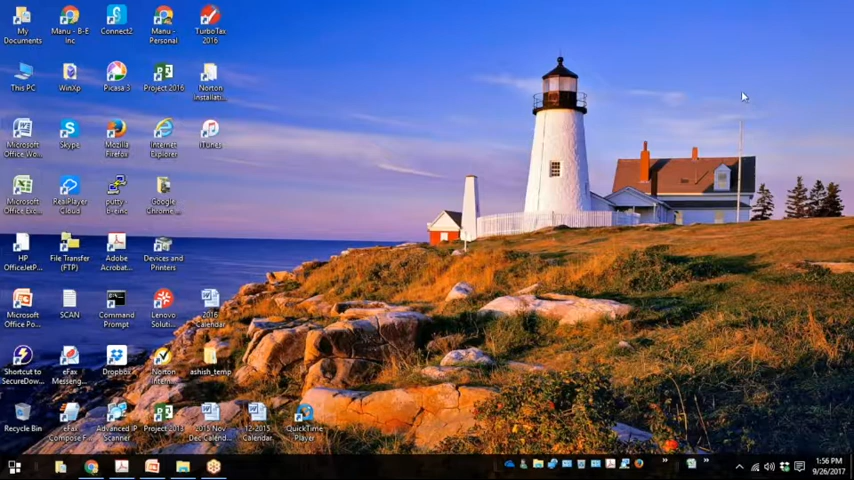 My
Documents
Manu - B-E
Inc
Connect2
Manu -
Personal
TurboTax
2016
This PC
WinXp
Picasa 3
Project 2016
Norton
Installati...
Microsoft
Office Wo...
Skype
Mozilla
Firefox
Internet
Explorer
iTunes
Microsoft
Office Exc...
RealPlayer
Cloud
putty-
b-einc
Google
Chrome ...
HP
OfficeJetP...
File Transfer
(FTP)
Adobe
Acrobat...
Devices and
Printers
Microsoft
Office Po...
SCAN
Command
Prompt
Lenovo
Soluti...
2016
Calendar
Shortcut to
SecureDow...
eFax
Messeng...
Dropbox
Norton
Intern...
ashish_temp
Recycle Bin
eFax
Compose F...
Advanced IP
Scanner
Project 2013
2015 Nov
Dec Calend...
12-2015
Calendar
QuickTime
Player
1:56 PM
9/26/2017